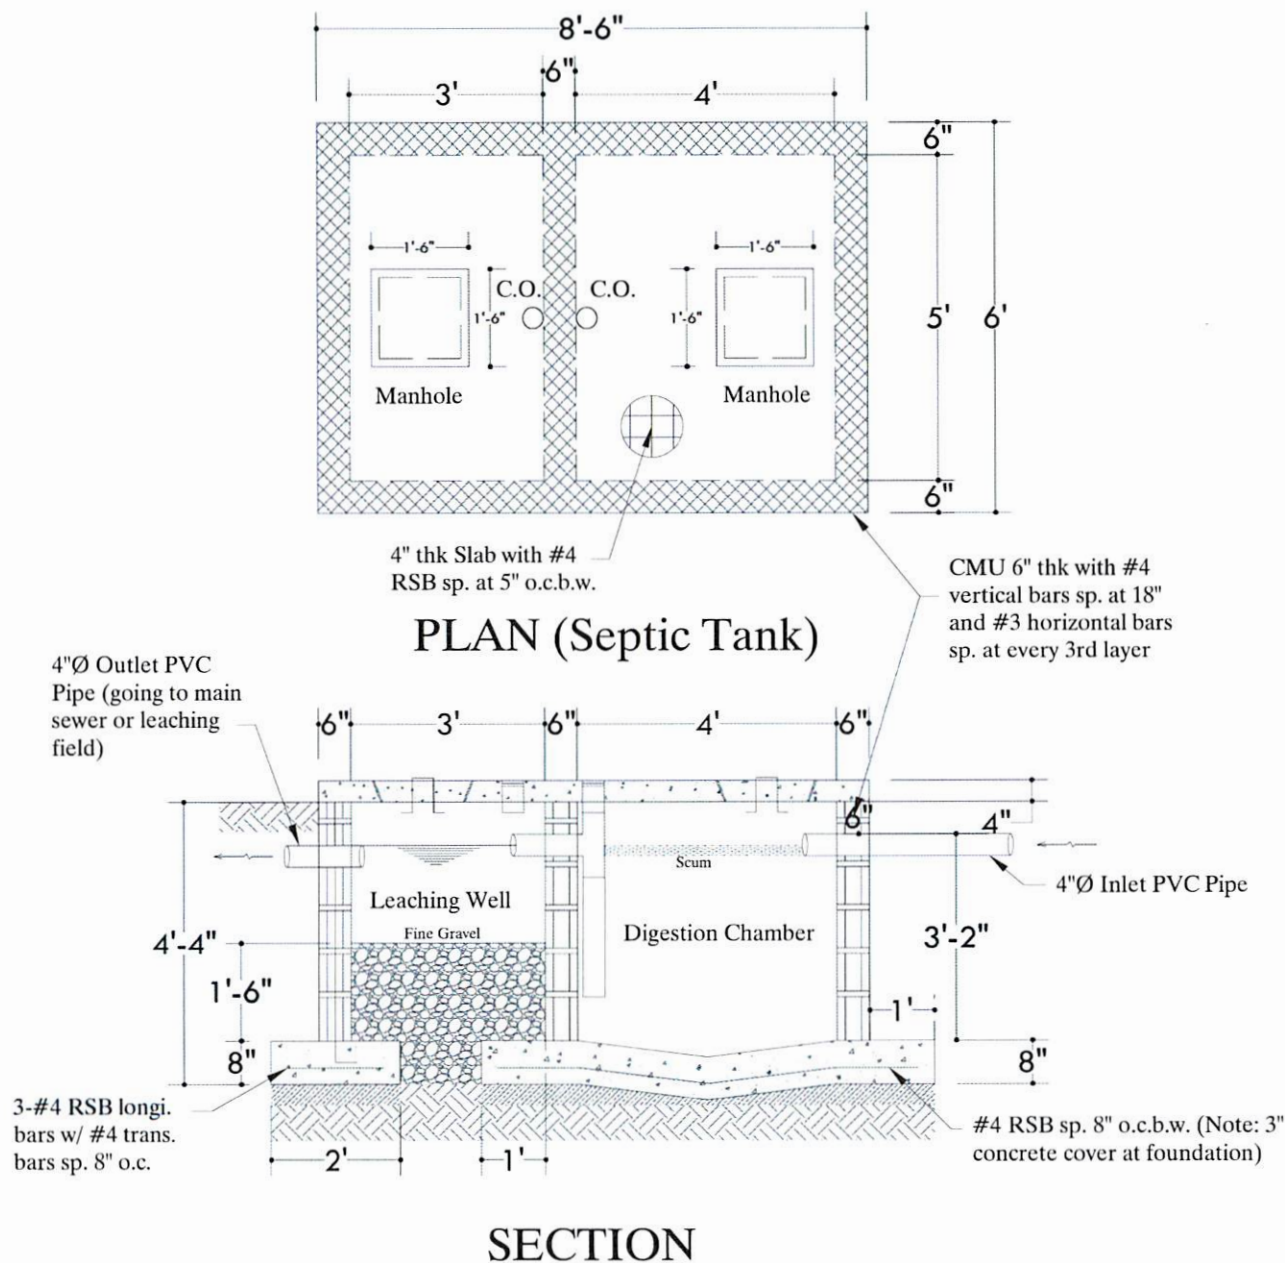 8'-6"
6"
3'
4'
6"
1'-6"
1'-6"
C.O.
C.O.
1'-6"
1'-6"
5'
6'
Manhole
Manhole
6"
4" thk Slab with #4
RSB sp. at 5" o.c.b.w.
CMU 6" thk with #4
vertical bars sp. at 18"
and #3 horizontal bars
sp. at every 3rd layer
PLAN (Septic Tank)
4"Ø Outlet PVC
Pipe (going to main
sewer or leaching
field)
6"
3'
6"
4'
6"
6"
4"
Scum
4"Ø Inlet PVC Pipe
Leaching Well
Fine Gravel
Digestion Chamber
4'-4"
3'-2"
1'-6"
1'
8"
8"
3-#4 RSB longi.
bars w/ #4 trans.
bars sp. 8" o.c.
#4 RSB sp. 8" o.c.b.w. (Note: 3"
concrete cover at foundation)
2'
1'
SECTION